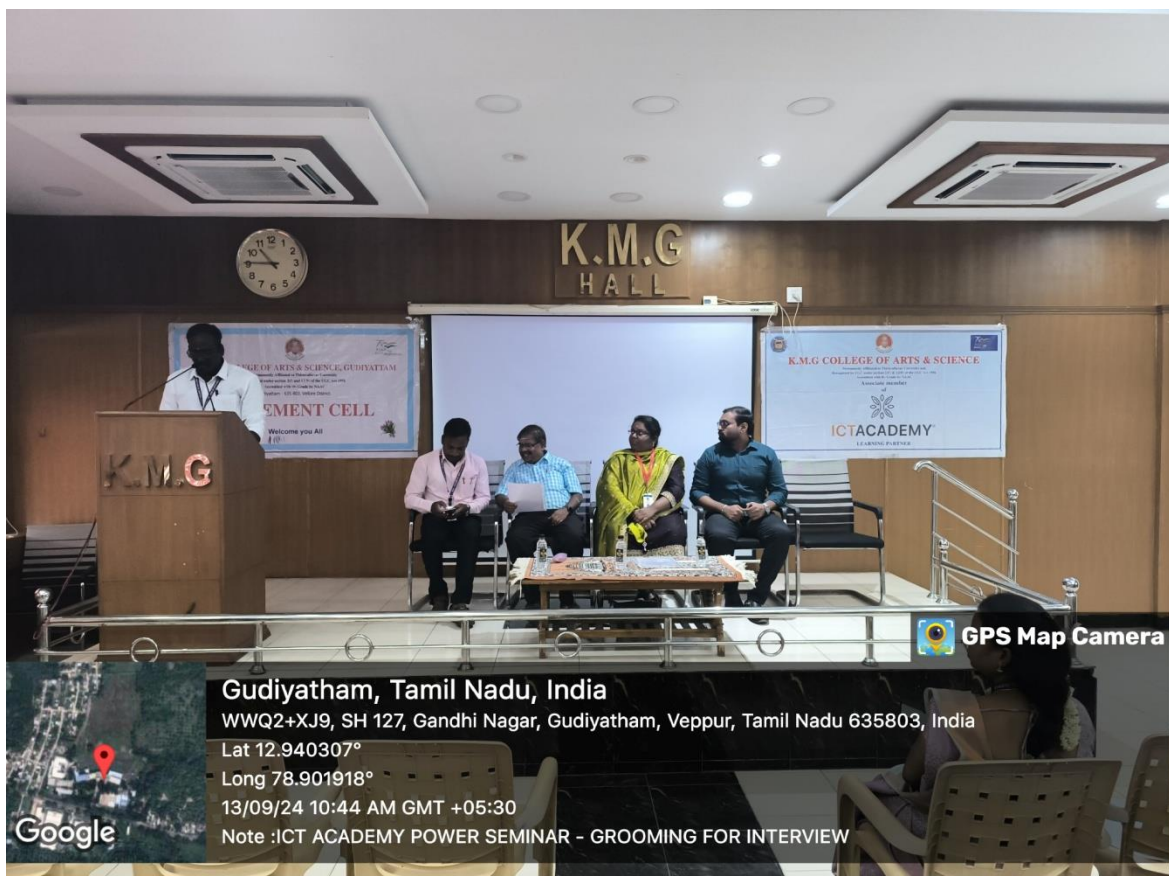 K.M.G
HALL
COLLEGE OF ARTS & SCIENCE, GUDIYATTAM
EMENT CELL
Welcome you All
K.M.G COLLEGE OF ARTS & SCIENCE
Associate member
of
ICTACADEMY
LEARNING PARTNER
K.M.G
GPS Map Camera
Gudiyatham, Tamil Nadu, India
WWQ2+XJ9, SH 127, Gandhi Nagar, Gudiyatham, Veppur, Tamil Nadu 635803, India
Lat 12.940307°
Long 78.901918°
13/09/24 10:44 AM GMT +05:30
Note :ICT ACADEMY POWER SEMINAR - GROOMING FOR INTERVIEW
Google